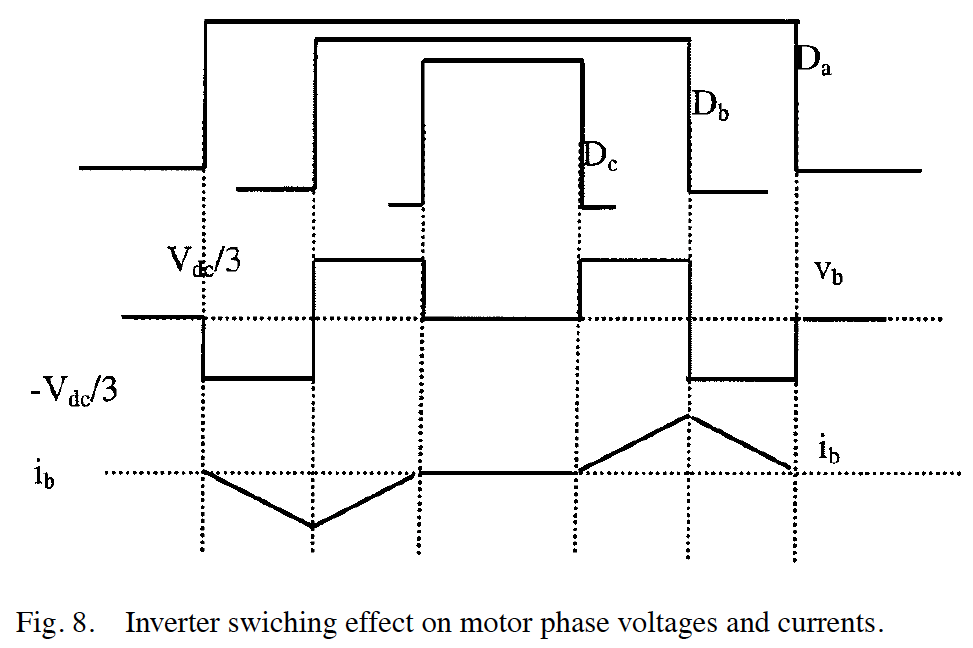 Da
Db
Dc
Vdc/3
vb
-Vdc/3
ib
ib
Fig. 8. Inverter swiching effect on motor phase voltages and currents.